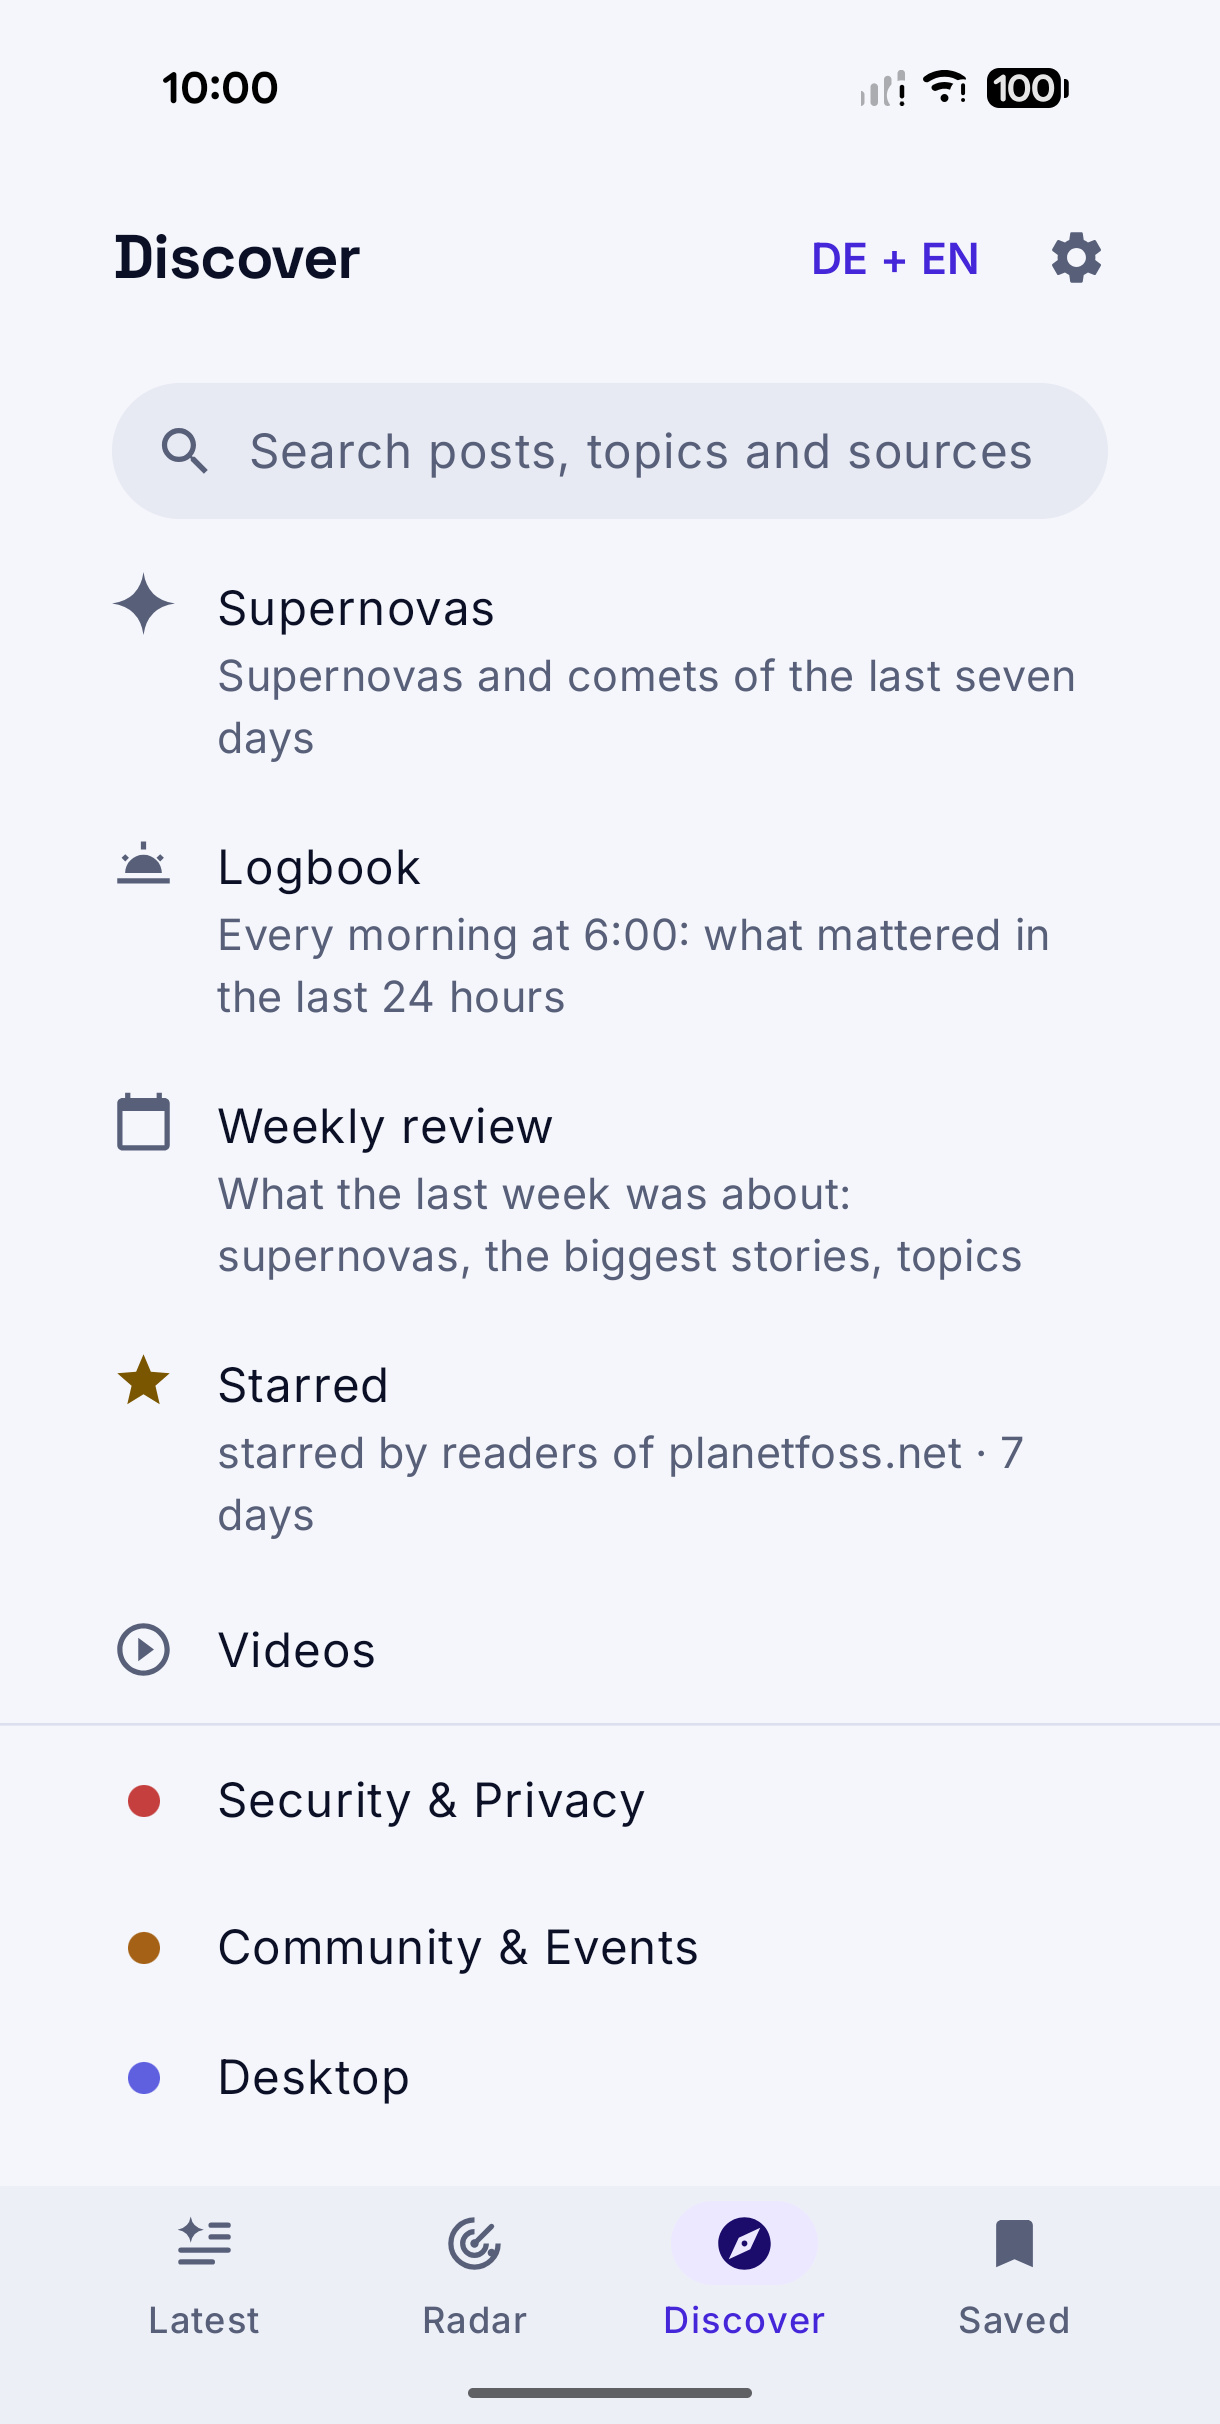 10:00
100
Discover
DE + EN
Search posts, topics and sources
Supernovas
Supernovas and comets of the last seven
days
Logbook
Every morning at 6:00: what mattered in
the last 24 hours
Weekly review
What the last week was about:
supernovas, the biggest stories, topics
Starred
starred by readers of planetfoss.net · 7
days
Videos
Security & Privacy
Community & Events
Desktop
Latest
Radar
Discover
Saved